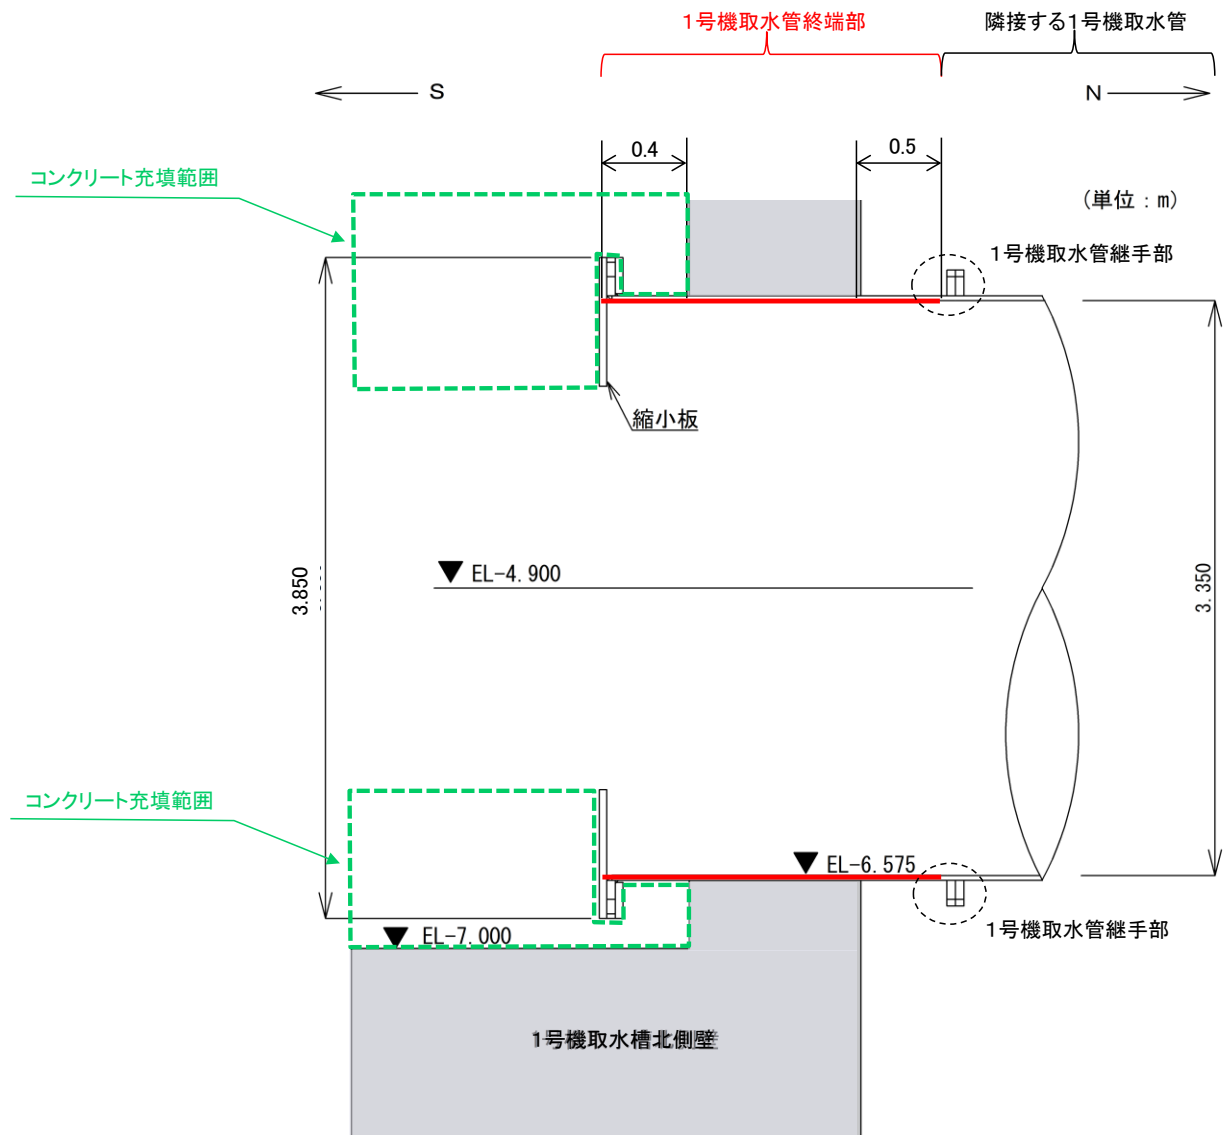 1号機取水管終端部
隣接する1号機取水管
S
N
0.4
0.5
コンクリート充填範囲
(単位：m)
1号機取水管継手部
縮小板
EL-4.900
3.850
3.350
コンクリート充填範囲
EL-6.575
EL-7.000
1号機取水管継手部
1号機取水槽北側壁